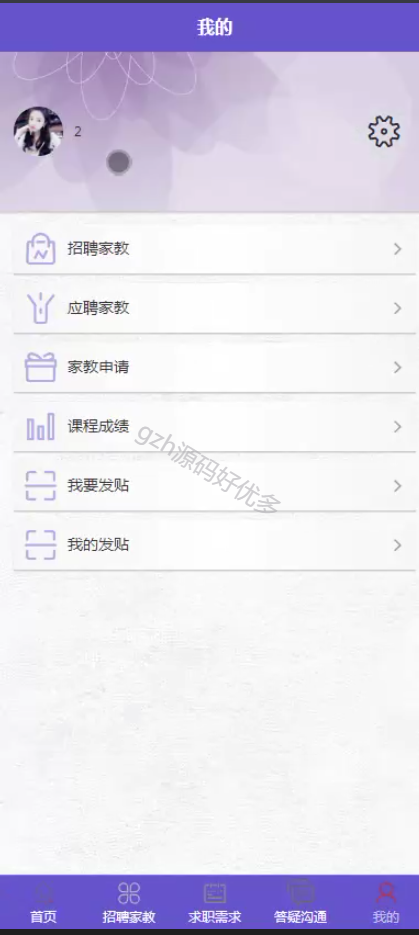 我的
2
招聘家教
应聘家教
家教申请
课程成绩
gzh源码好优多
我要发贴
我的发贴
首页
招聘家教
求职需求
答疑沟通
我的